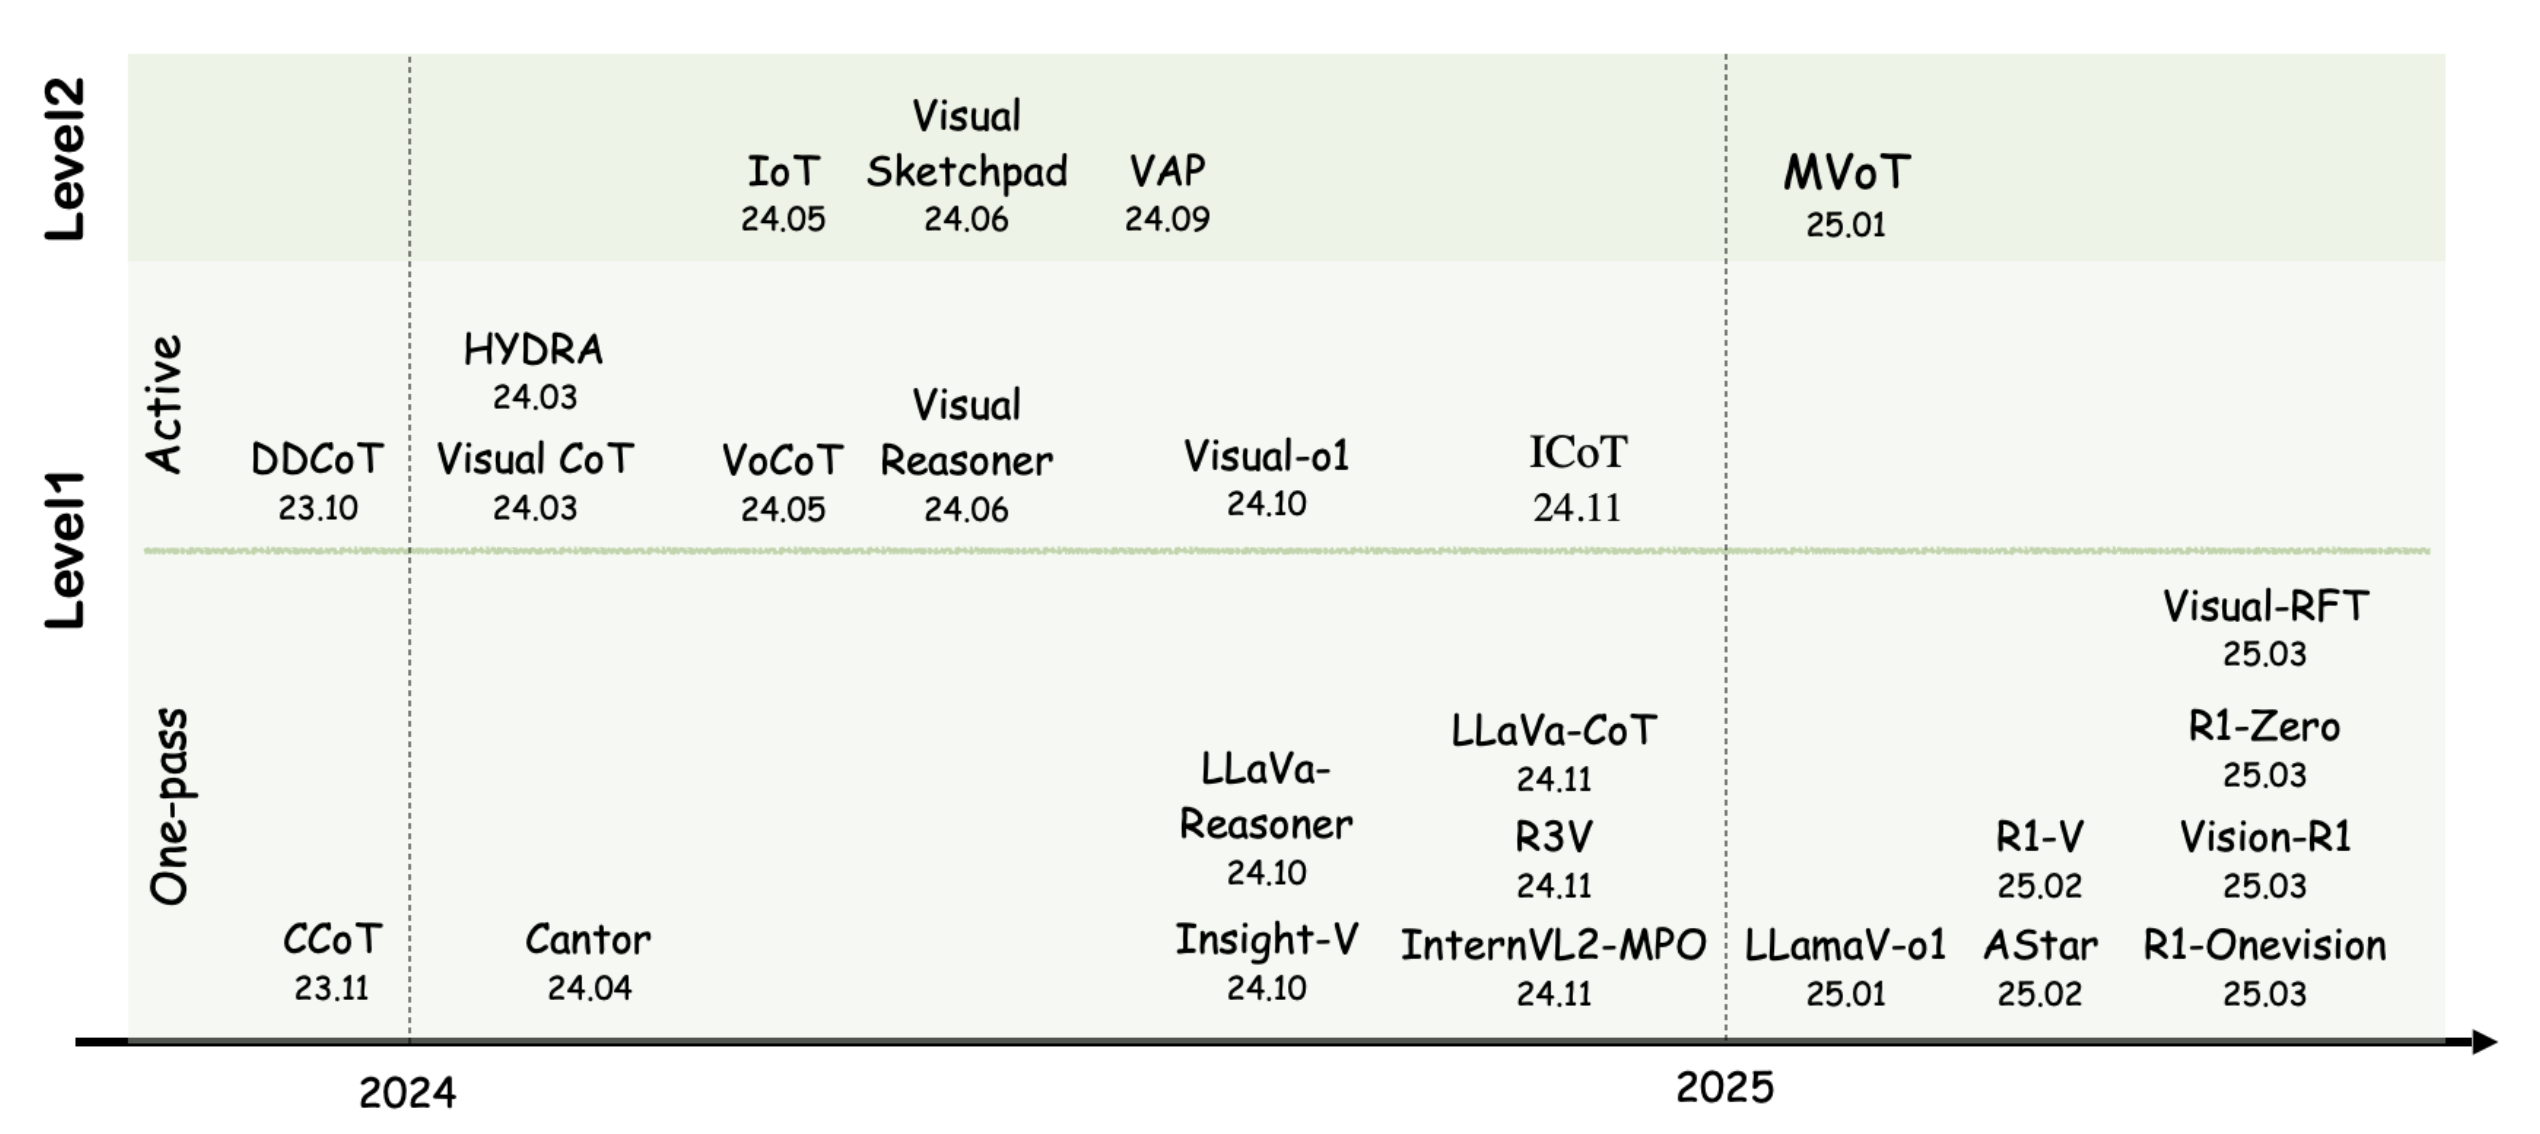 Level2
Visual
Sketchpad
24.06
IoT
24.05
VAP
24.09
MVoT
25.01
Level1
Active
HYDRA
24.03
DDCoT
23.10
Visual CoT
24.03
VoCoT
24.05
Visual
Reasoner
24.06
Visual-o1
24.10
ICoT
24.11
One-pass
CCoT
23.11
Cantor
24.04
LLaVa-
Reasoner
24.10
Insight-V
24.10
LLaVa-CoT
24.11
R3V
24.11
InternVL2-MPO
24.11
LLamaV-o1
25.01
R1-V
25.02
AStar
25.02
Visual-RFT
25.03
R1-Zero
25.03
Vision-R1
25.03
R1-Onevision
25.03
2024
2025